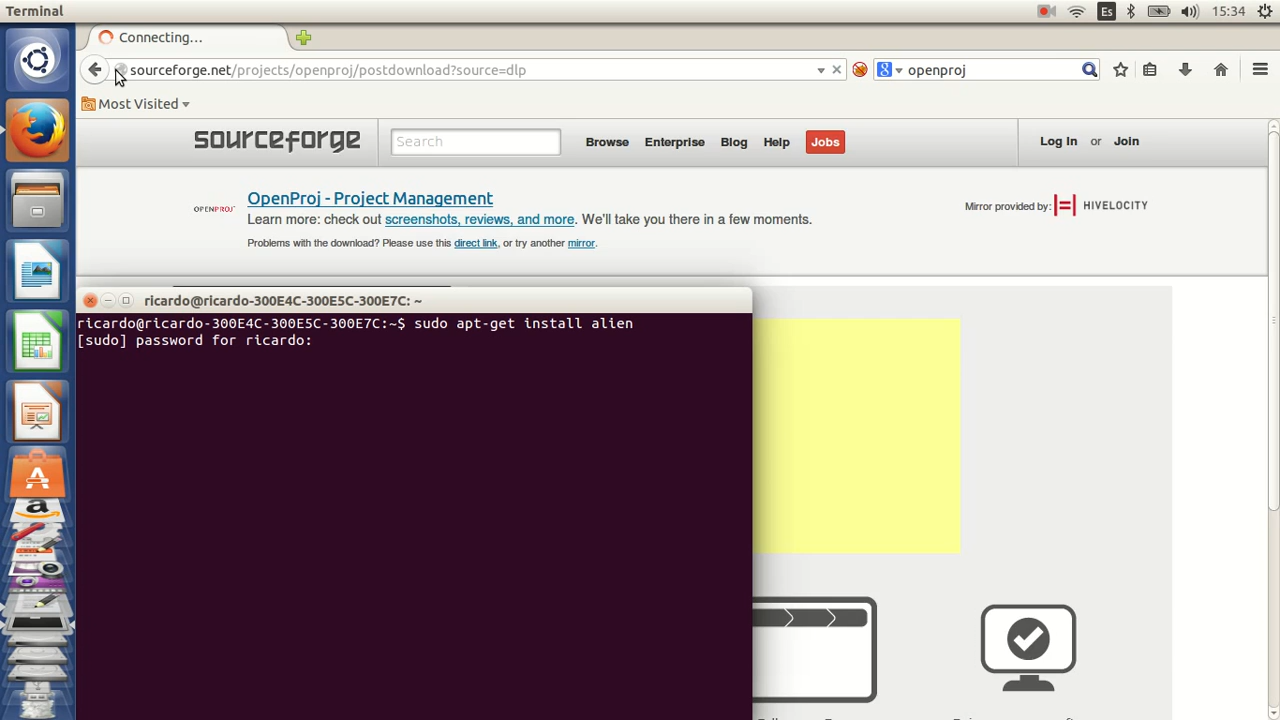 Terminal
Es
15:34
Connecting...
sourceforge.net/projects/openproj/postdownload?source=dlp
openproj
Most Visited
sourceforge
Search
Browse
Enterprise
Blog
Help
Jobs
Log In or Join
OPENPROJ
OpenProj - Project Management
Learn more: check out screenshots, reviews, and more. We'll take you there in a few moments.
Problems with the download? Please use this direct link, or try another mirror.
Mirror provided by: HIVELOCITY
ricardo@ricardo-300E4C-300E5C-300E7C: ~
ricardo@ricardo-300E4C-300E5C-300E7C:~$ sudo apt-get install alien
[sudo] password for ricardo: